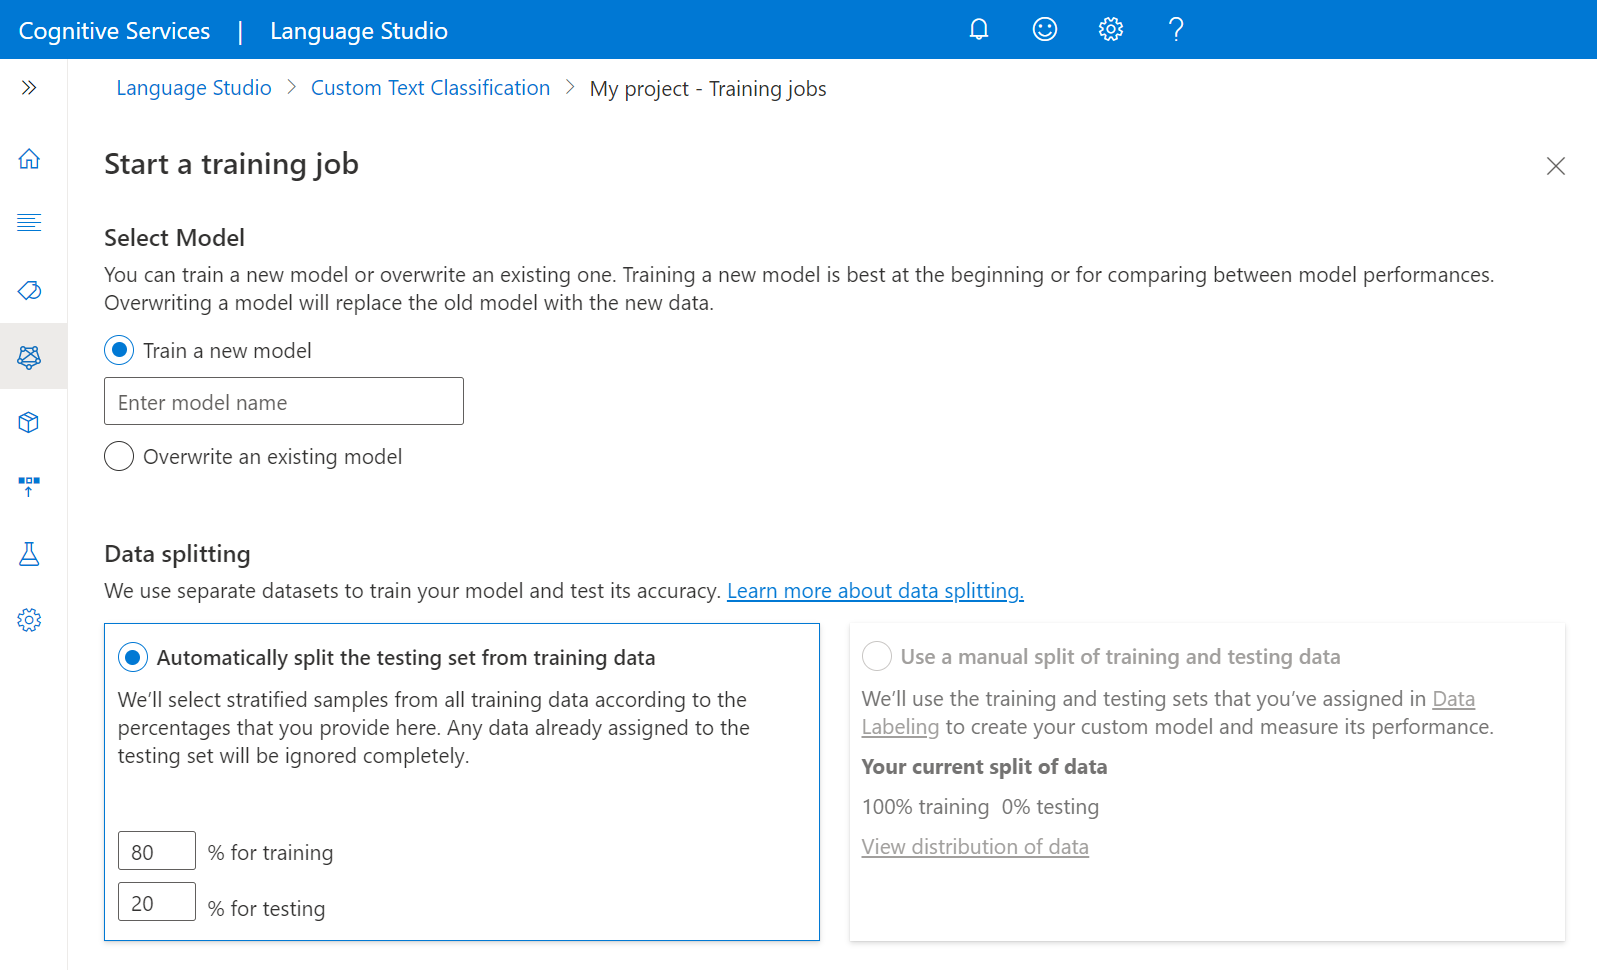 Cognitive Services | Language Studio
Language Studio > Custom Text Classification > My project - Training jobs
Start a training job
Select Model
You can train a new model or overwrite an existing one. Training a new model is best at the beginning or for comparing between model performances.
Overwriting a model will replace the old model with the new data.
Train a new model
Enter model name
Overwrite an existing model
Data splitting
We use separate datasets to train your model and test its accuracy. Learn more about data splitting.
Automatically split the testing set from training data
We'll select stratified samples from all training data according to the
percentages that you provide here. Any data already assigned to the
testing set will be ignored completely.
80 % for training
20 % for testing
Use a manual split of training and testing data
We'll use the training and testing sets that you've assigned in Data
Labeling to create your custom model and measure its performance.
Your current split of data
100% training 0% testing
View distribution of data